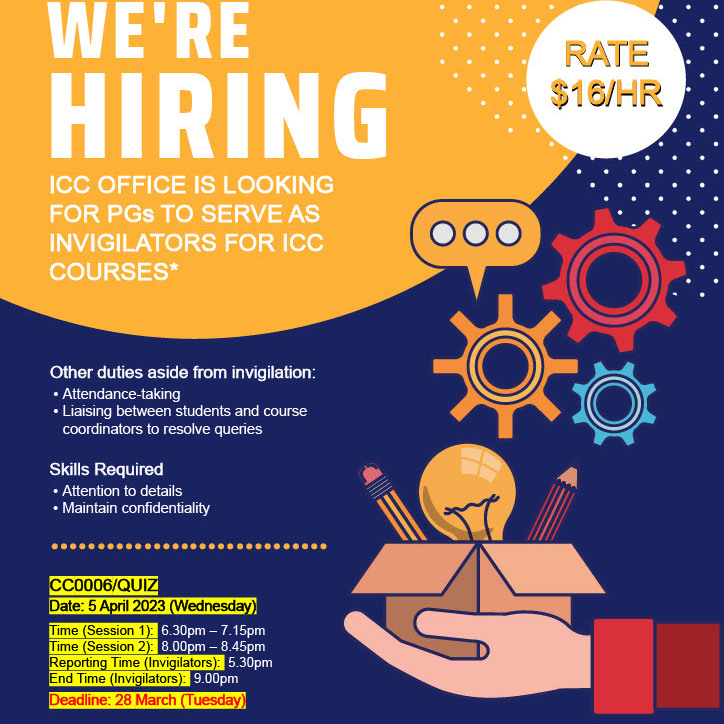 WE'RE
HIRING
RATE
$16/HR
ICC OFFICE IS LOOKING
FOR PGs TO SERVE AS
INVIGILATORS FOR ICC
COURSES*
Other duties aside from invigilation:
• Attendance-taking
• Liaising between students and course
coordinators to resolve queries
Skills Required
• Attention to details
• Maintain confidentiality
CC0006/QUIZ
Date: 5 April 2023 (Wednesday)
Time (Session 1): 6.30pm – 7.15pm
Time (Session 2): 8.00pm – 8.45pm
Reporting Time (Invigilators): 5.30pm
End Time (Invigilators): 9.00pm
Deadline: 28 March (Tuesday)